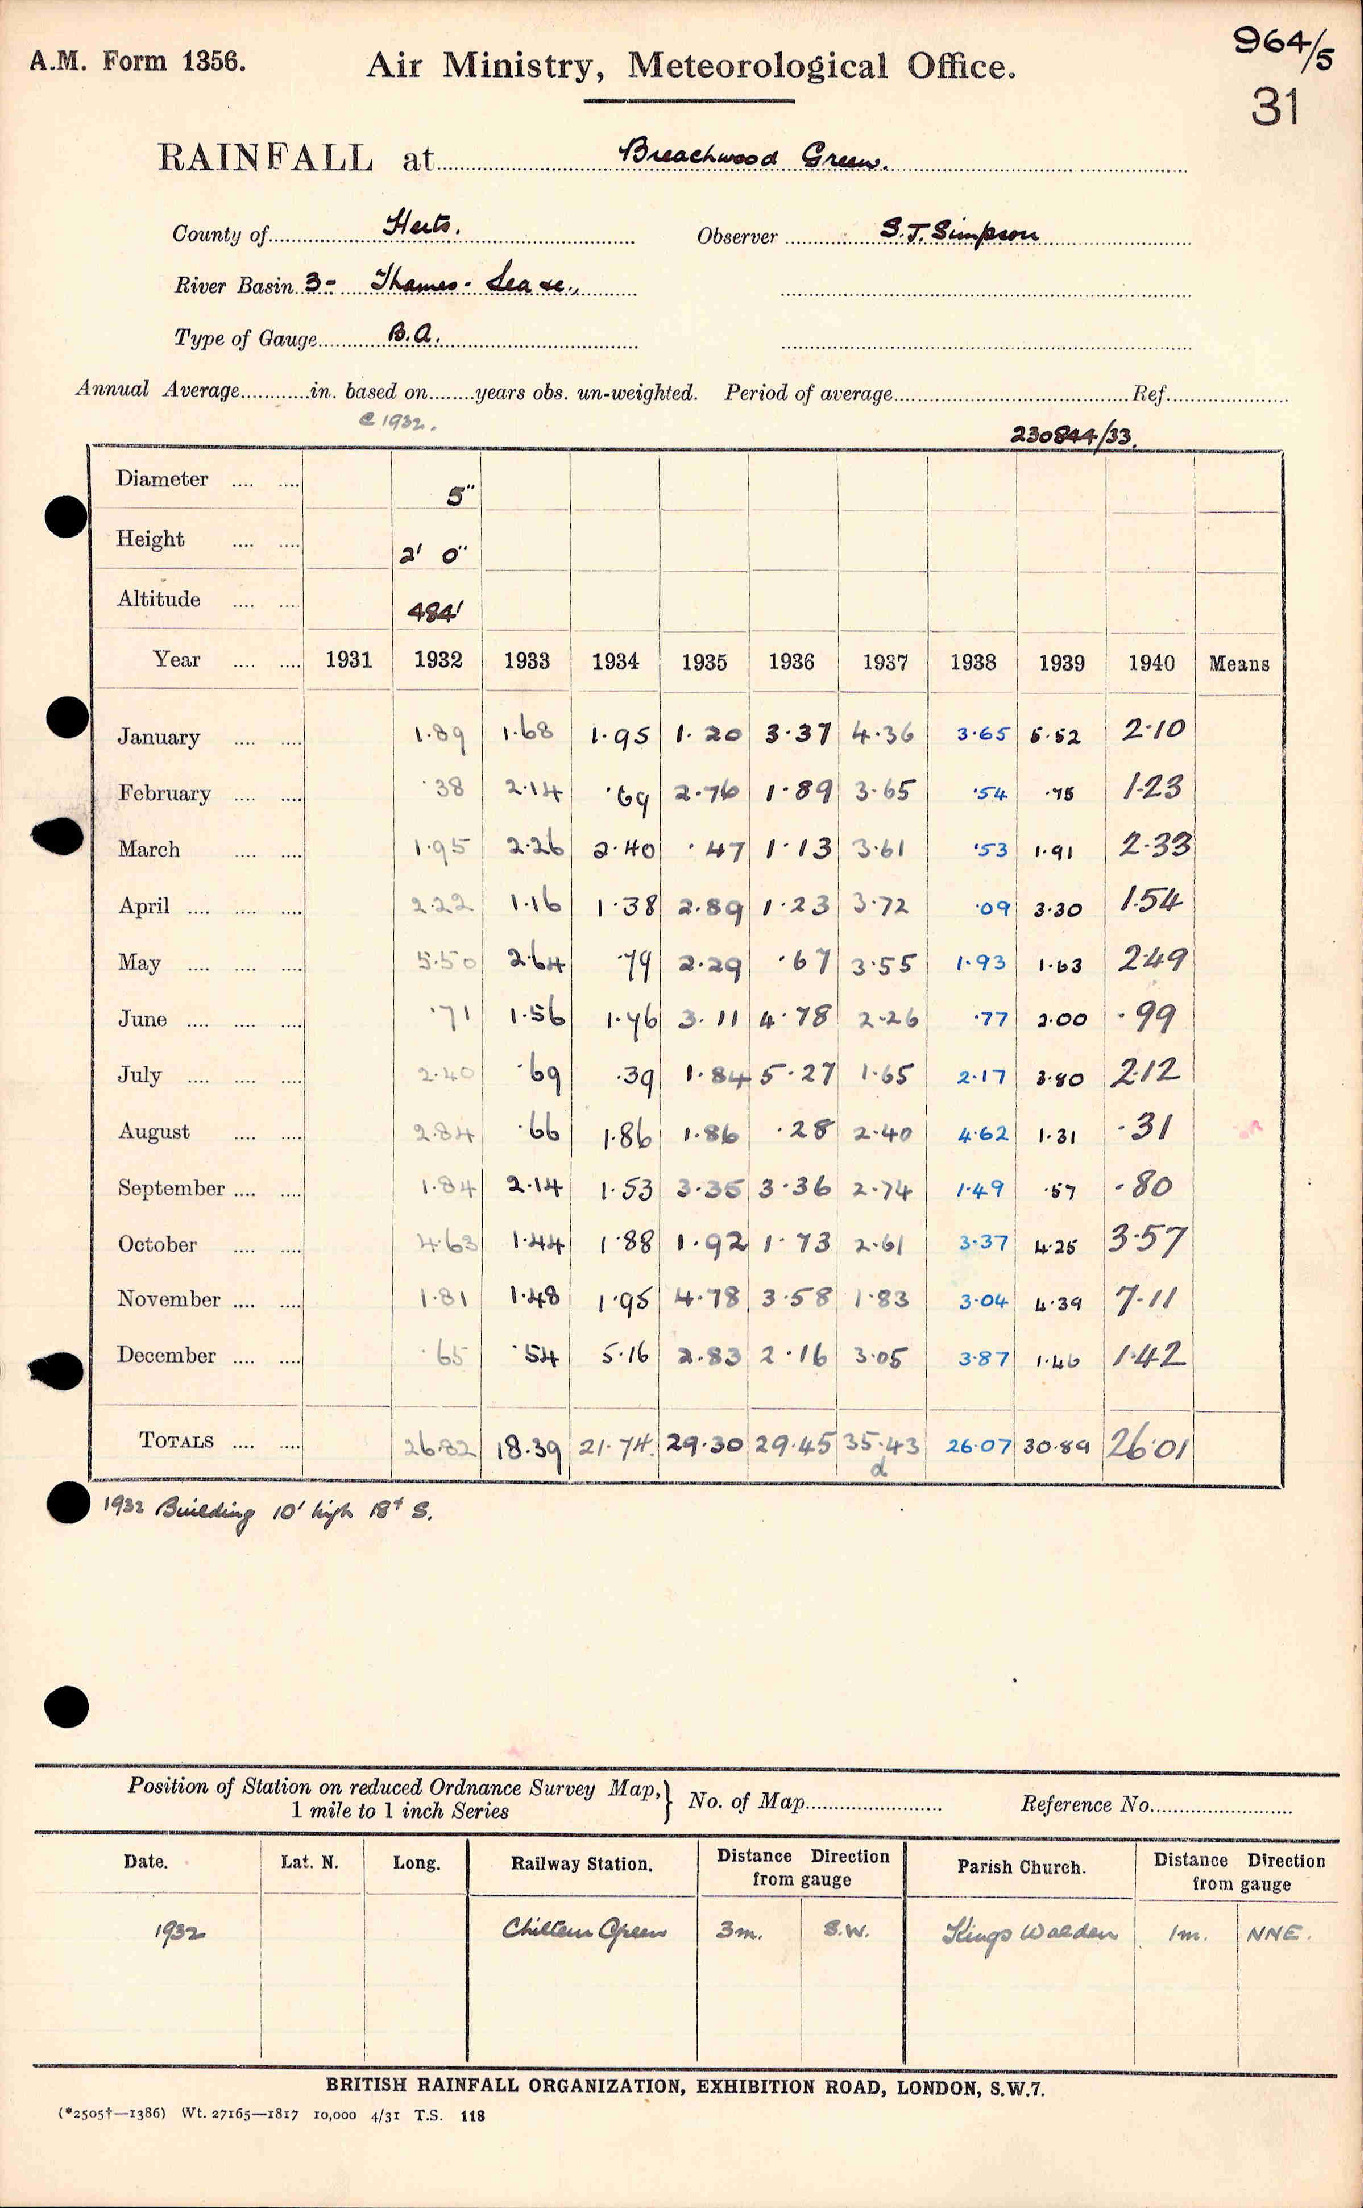 964/5
A.M. Form 1356. Air Ministry, Meteorological Office.
31
RAINFALL at Breachwood Green.
County of Herts. Observer S.J. Simpson
River Basin 3- Thames - Lea &c.,
Type of Gauge B.A.
Annual Average in. based on years obs. un-weighted. Period of average Ref.
e 1932. 230844/33.
Diameter 5"
Height 2' 0"
Altitude 484'
Year 1931 1932 1933 1934 1935 1936 1937 1938 1939 1940 Means
January 1.89 1.68 1.95 1.20 3.37 4.36 3.65 5.52 2.10
February .38 2.14 .69 2.76 1.89 3.65 .54 .75 1.23
March 1.95 2.26 2.40 .47 1.13 3.61 .53 1.91 2.33
April 2.22 1.16 1.38 2.89 1.23 3.72 .09 3.30 1.54
May 5.50 2.64 .79 2.29 .67 3.55 1.93 1.63 2.49
June .71 1.56 1.76 3.11 4.78 2.26 .77 2.00 .99
July 2.40 .69 .39 1.84 5.27 1.65 2.17 3.80 2.12
August 2.84 .66 1.86 1.86 .28 2.40 4.62 1.31 .31
September 1.84 2.14 1.53 3.35 3.36 2.74 1.49 .57 .80
October 4.63 1.44 1.88 1.92 1.73 2.61 3.37 4.25 3.57
November 1.81 1.48 1.95 4.78 3.58 1.83 3.04 4.39 7.11
December .65 .54 5.16 2.83 2.16 3.05 3.87 1.46 1.42
TOTALS 26.82 18.39 21.74 29.30 29.45 35.43 26.07 30.89 26.01
d
1932 Building 10' high 18ft S.
Position of Station on reduced Ordnance Survey Map, 1 mile to 1 inch Series } No. of Map Reference No.
Date. Lat. N. Long. Railway Station. Distance Direction from gauge Parish Church. Distance Direction from gauge
1932 Chiltern Green 3m. S.W. Kings Walden 1m. NNE.
BRITISH RAINFALL ORGANIZATION, EXHIBITION ROAD, LONDON, S.W.7.
(*2505†—1386) Wt. 27165—1817 10,000 4/31 T.S. 118